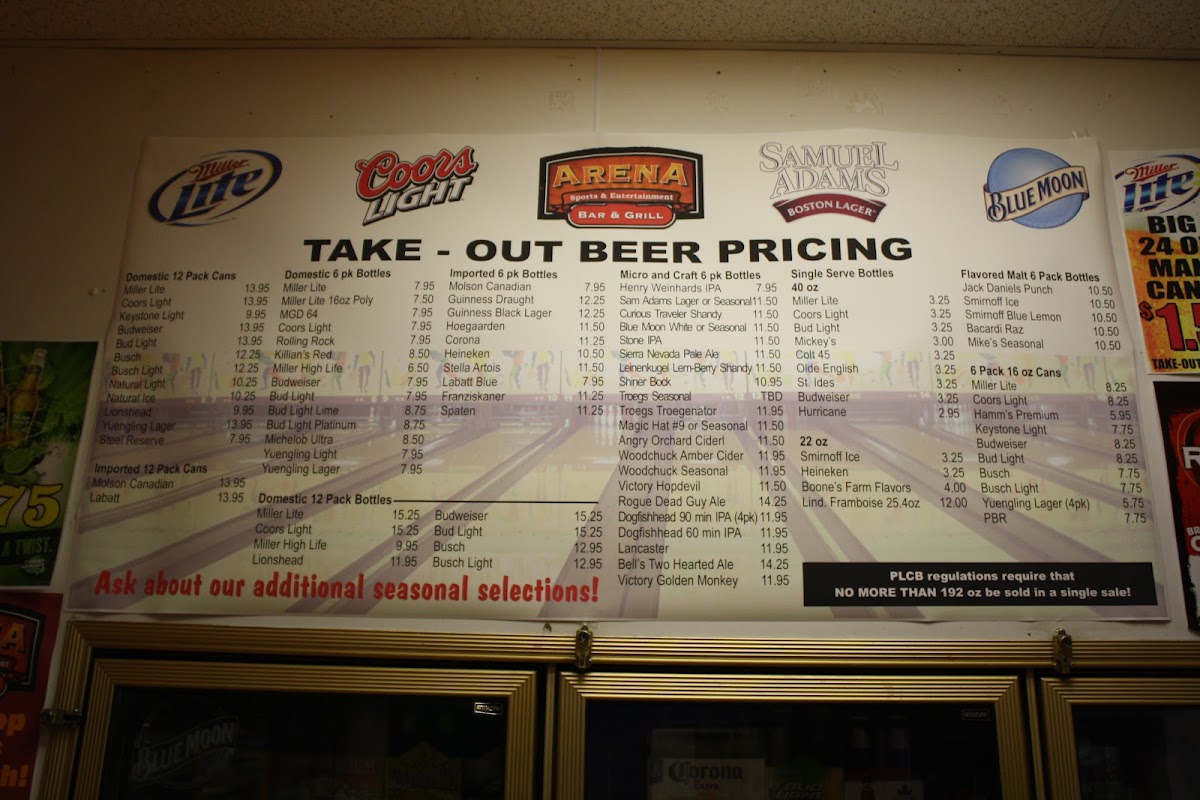 Miller
Lite
Coors
LIGHT
ARENA
Sports & Entertainment
BAR & GRILL
SAMUEL
ADAMS
BOSTON LAGER
BLUE MOON
TAKE - OUT BEER PRICING
Domestic 12 Pack Cans
Miller Lite 13.95
Coors Light 13.95
Keystone Light 9.95
Budweiser 13.95
Bud Light 13.95
Busch 12.25
Busch Light 12.25
Natural Light 10.25
Natural Ice 10.25
Lionshead 9.95
Yuengling Lager 13.95
Steel Reserve 7.95
Imported 12 Pack Cans
Molson Canadian 13.95
Labatt 13.95
Domestic 6 pk Bottles
Miller Lite 7.95
Miller Lite 16oz Poly 7.50
MGD 64 7.95
Coors Light 7.95
Rolling Rock 7.95
Killian's Red 8.50
Miller High Life 6.50
Budweiser 7.95
Bud Light 7.95
Bud Light Lime 8.75
Bud Light Platinum 8.75
Michelob Ultra 8.50
Yuengling Light 7.95
Yuengling Lager 7.95
Imported 6 pk Bottles
Molson Canadian 7.95
Guinness Draught 12.25
Guinness Black Lager 12.25
Hoegaarden 11.50
Corona 11.25
Heineken 10.50
Stella Artois 11.50
Labatt Blue 7.95
Franziskaner 11.25
Spaten 11.25
Domestic 12 Pack Bottles
Miller Lite 15.25 Budweiser 15.25
Coors Light 15.25 Bud Light 15.25
Miller High Life 9.95 Busch 12.95
Lionshead 11.95 Busch Light 12.95
Micro and Craft 6 pk Bottles
Henry Weinhards IPA 7.95
Sam Adams Lager or Seasonal 11.50
Curious Traveler Shandy 11.50
Blue Moon White or Seasonal 11.50
Stone IPA 11.50
Sierra Nevada Pale Ale 11.50
Leinenkugel Lem-Berry Shandy 11.50
Shiner Bock 10.95
Troegs Seasonal TBD
Troegs Troegenator 11.95
Magic Hat #9 or Seasonal 11.50
Angry Orchard Ciderl 11.50
Woodchuck Amber Cider 11.95
Woodchuck Seasonal 11.95
Victory Hopdevil 11.50
Rogue Dead Guy Ale 14.25
Dogfishhead 90 min IPA (4pk) 11.95
Dogfishhead 60 min IPA 11.95
Lancaster 11.95
Bell's Two Hearted Ale 14.25
Victory Golden Monkey 11.95
Single Serve Bottles
40 oz
Miller Lite 3.25
Coors Light 3.25
Bud Light 3.25
Mickey's 3.00
Colt 45 3.25
Olde English 3.25
St. Ides 3.25
Budweiser 3.25
Hurricane 2.95
22 oz
Smirnoff Ice 3.25
Heineken 3.25
Boone's Farm Flavors 4.00
Lind. Framboise 25.4oz 12.00
Flavored Malt 6 Pack Bottles
Jack Daniels Punch 10.50
Smirnoff Ice 10.50
Smirnoff Blue Lemon 10.50
Bacardi Raz 10.50
Mike's Seasonal 10.50
6 Pack 16 oz Cans
Miller Lite 8.25
Coors Light 8.25
Hamm's Premium 5.95
Keystone Light 7.75
Budweiser 8.25
Bud Light 8.25
Busch 7.75
Busch Light 7.75
Yuengling Lager (4pk) 5.75
PBR 7.75
Ask about our additional seasonal selections!
PLCB regulations require that
NO MORE THAN 192 oz be sold in a single sale!
Miller
Lite
BIG
24 O
CAN
$1.
TAKE-OUT
75
A TWIST.
BLUE MOON
Corona
Extra